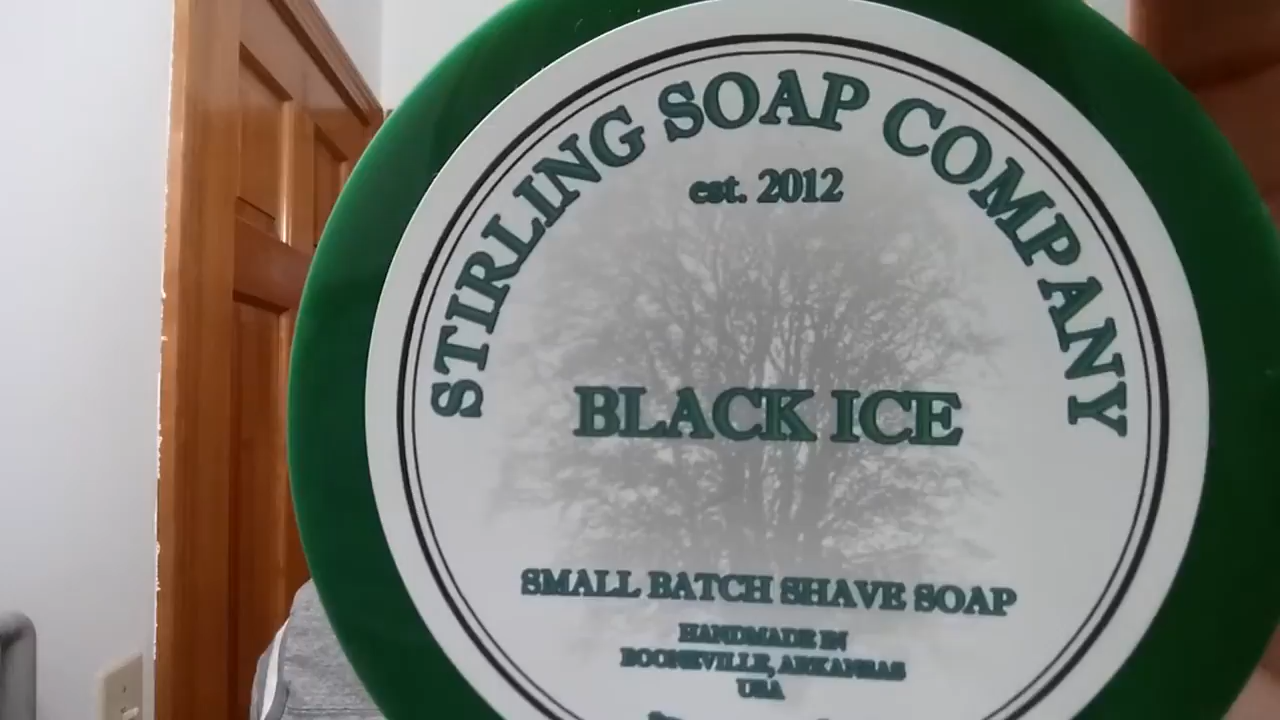 STIRLING SOAP COMPANY
est. 2012
BLACK ICE
SMALL BATCH SHAVE SOAP
HANDMADE IN
BOONEVILLE, ARKANSAS
USA